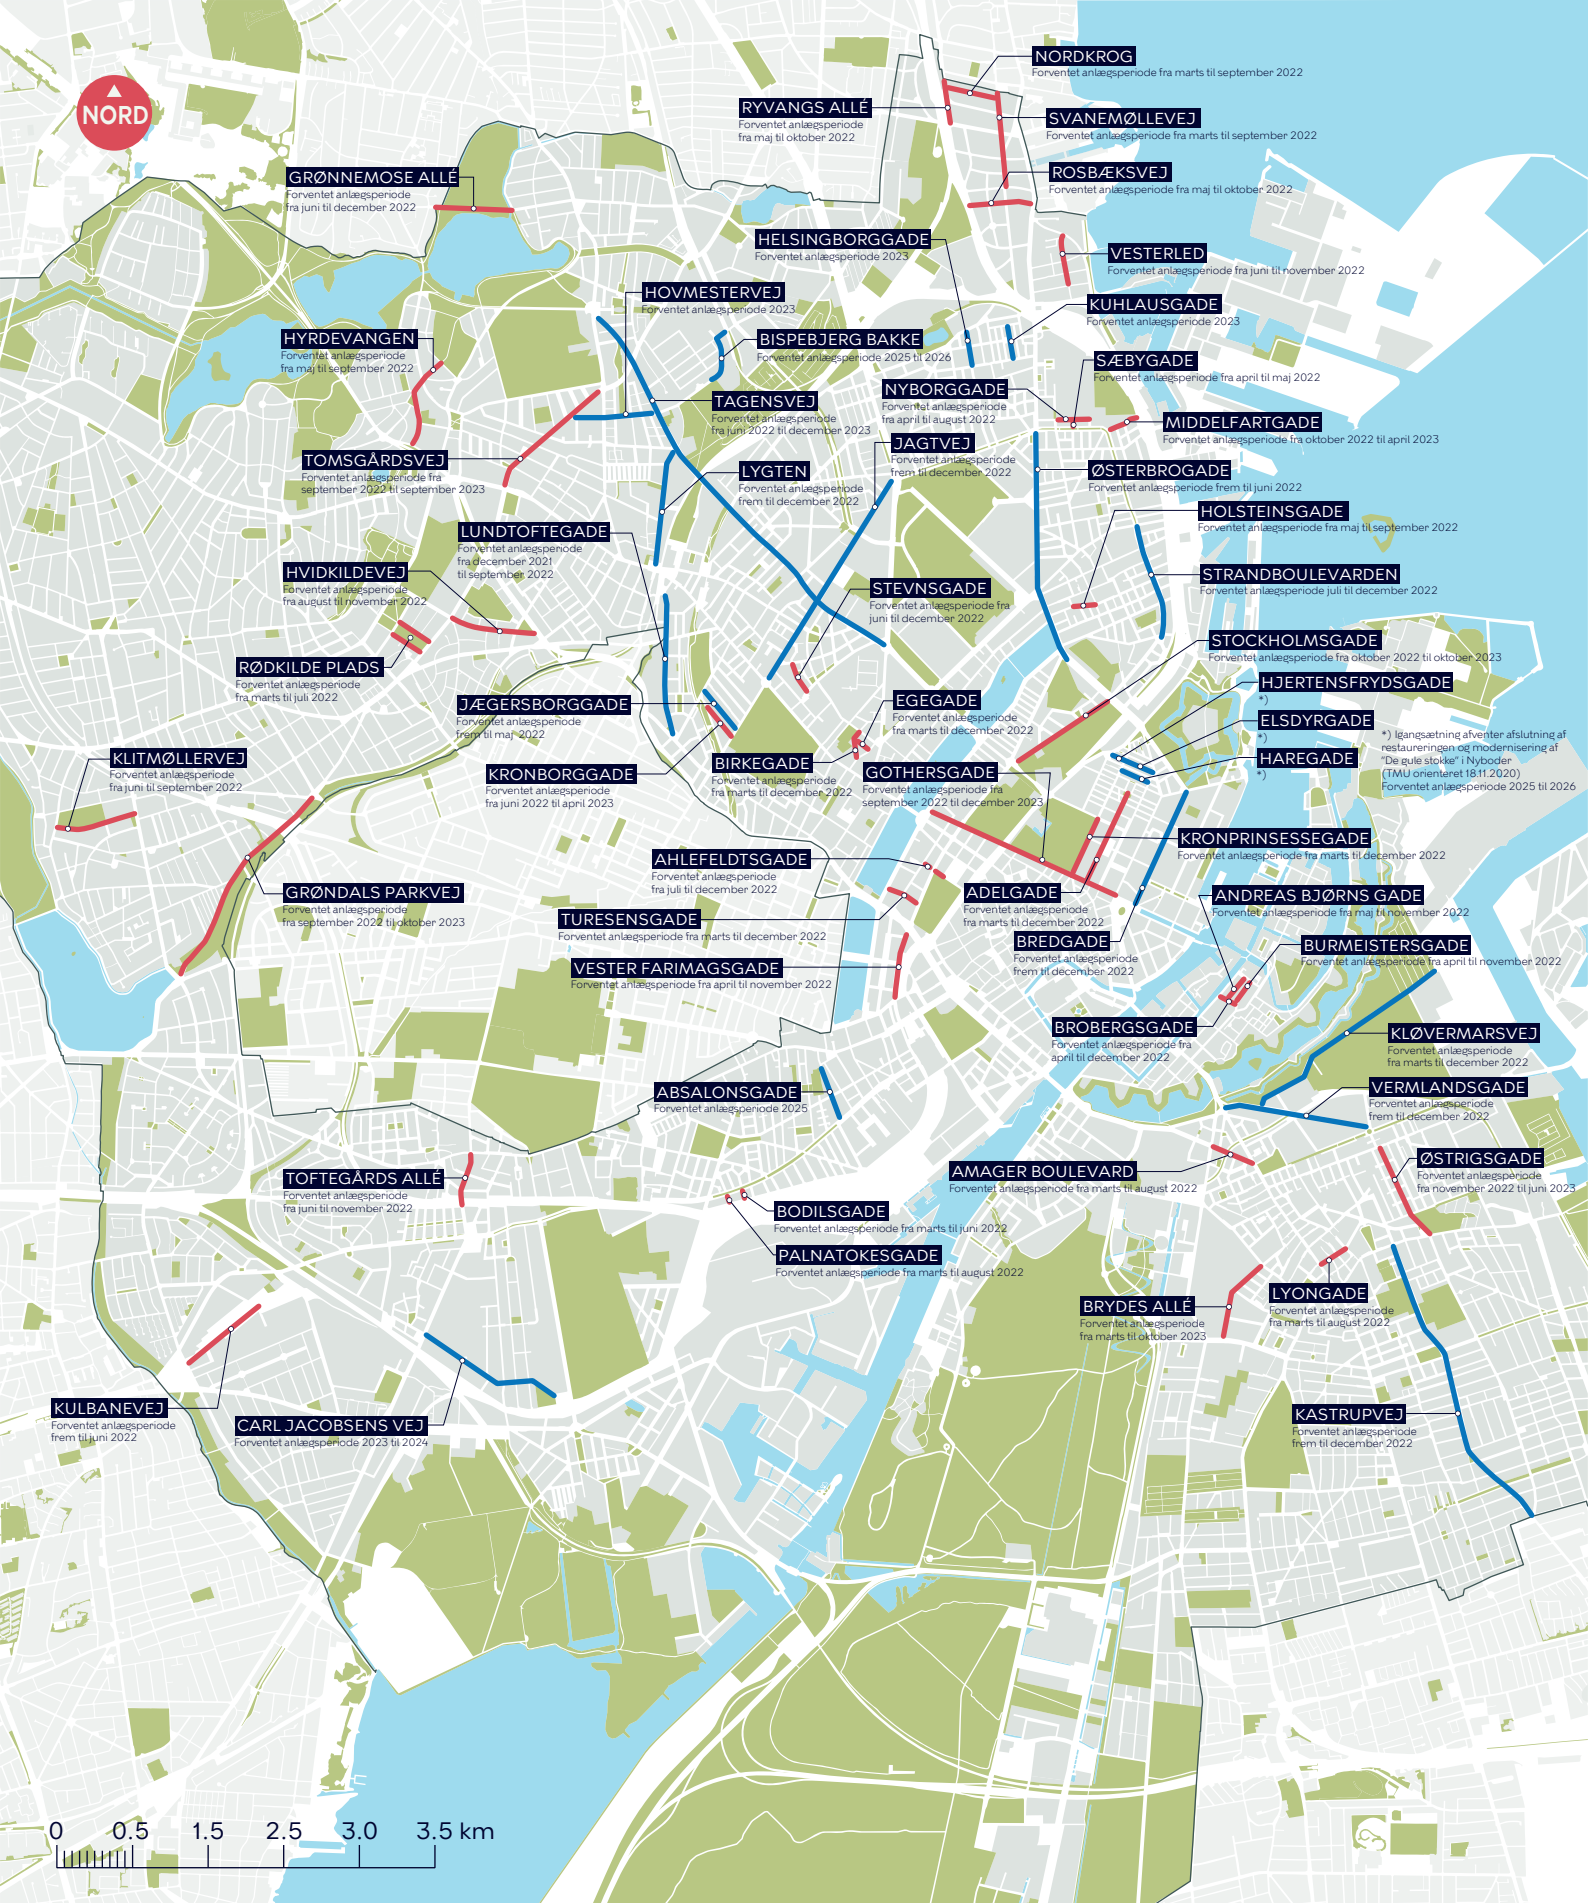 NORDKROG
Forventet anlægsperiode fra marts til september 2022
NORD
RYVANGS ALLÉ
Forventet anlægsperiode
fra maj til oktober 2022
SVANEMØLLEVEJ
Forventet anlægsperiode fra marts til september 2022
ROSBÆKSVEJ
Forventet anlægsperiode fra maj til oktober 2022
GRØNNEMOSE ALLÉ
Forventet anlægsperiode
fra juni til december 2022
HELSINGBORGGADE
Forventet anlægsperiode 2023
VESTERLED
Forventet anlægsperiode fra juni til november 2022
HOVMESTERVEJ
Forventet anlægsperiode 2023
KUHLAUSGADE
Forventet anlægsperiode 2023
HYRDEVANGEN
Forventet anlægsperiode
fra maj til september 2022
BISPEBJERG BAKKE
Forventet anlægsperiode 2025 til 2026
SÆBYGADE
Forventet anlægsperiode fra april til maj 2022
NYBORGGADE
Forventet anlægsperiode
fra april til august 2022
TAGENSVEJ
Forventet anlægsperiode
fra juni 2022 til december 2023
MIDDELFARTGADE
Forventet anlægsperiode fra oktober 2022 til april 2023
JAGTVEJ
Forventet anlægsperiode
frem til december 2022
TOMSGÅRDSVEJ
Forventet anlægsperiode fra
september 2022 til september 2023
LYGTEN
Forventet anlægsperiode
frem til december 2022
ØSTERBROGADE
Forventet anlægsperiode frem til juni 2022
HOLSTEINSGADE
Forventet anlægsperiode fra maj til september 2022
LUNDTOFTEGADE
Forventet anlægsperiode
fra december 2021
til september 2022
HVIDKILDEVEJ
Forventet anlægsperiode
fra august til november 2022
STRANDBOULEVARDEN
Forventet anlægsperiode juli til december 2022
STEVNSGADE
Forventet anlægsperiode fra
juni til december 2022
STOCKHOLMSGADE
Forventet anlægsperiode fra oktober 2022 til oktober 2023
RØDKILDE PLADS
Forventet anlægsperiode
fra marts til juli 2022
HJERTENSFRYDSGADE
*)
JÆGERSBORGGADE
Forventet anlægsperiode
frem til maj 2022
EGEGADE
Forventet anlægsperiode
fra marts til december 2022
ELSDYRGADE
*)
*) Igangsætning afventer afslutning af
restaureringen og modernisering af
"De gule stokke" i Nyboder
(TMU orienteret 18.11.2020)
Forventet anlægsperiode 2025 til 2026
HAREGADE
*)
KLITMØLLERVEJ
Forventet anlægsperiode
fra juni til september 2022
KRONBORGGADE
Forventet anlægsperiode
fra juni 2022 til april 2023
BIRKEGADE
Forventet anlægsperiode
fra marts til december 2022
GOTHERSGADE
Forventet anlægsperiode fra
september 2022 til december 2023
KRONPRINSESSEGADE
Forventet anlægsperiode fra marts til december 2022
AHLEFELDTSGADE
Forventet anlægsperiode
fra juli til december 2022
GRØNDALS PARKVEJ
Forventet anlægsperiode
fra september 2022 til oktober 2023
ADELGADE
Forventet anlægsperiode
fra marts til december 2022
ANDREAS BJØRNS GADE
Forventet anlægsperiode fra maj til november 2022
TURESENSGADE
Forventet anlægsperiode fra marts til december 2022
BREDGADE
Forventet anlægsperiode
frem til december 2022
BURMEISTERSGADE
Forventet anlægsperiode fra april til november 2022
VESTER FARIMAGSGADE
Forventet anlægsperiode fra april til november 2022
BROBERGSGADE
Forventet anlægsperiode fra
april til december 2022
KLØVERMARSVEJ
Forventet anlægsperiode
fra marts til december 2022
ABSALONSGADE
Forventet anlægsperiode 2025
VERMLANDSGADE
Forventet anlægsperiode
frem til december 2022
TOFTEGÅRDS ALLÉ
Forventet anlægsperiode
fra juni til november 2022
AMAGER BOULEVARD
Forventet anlægsperiode fra marts til august 2022
ØSTRIGSGADE
Forventet anlægsperiode
fra november 2022 til juni 2023
BODILSGADE
Forventet anlægsperiode fra marts til juni 2022
PALNATOKESGADE
Forventet anlægsperiode fra marts til august 2022
BRYDES ALLÉ
Forventet anlægsperiode
fra marts til oktober 2023
LYONGADE
Forventet anlægsperiode
fra marts til august 2022
KULBANEVEJ
Forventet anlægsperiode
frem til juni 2022
CARL JACOBSENS VEJ
Forventet anlægsperiode 2023 til 2024
KASTRUPVEJ
Forventet anlægsperiode
frem til december 2022
0 0.5 1.5 2.5 3.0 3.5 km